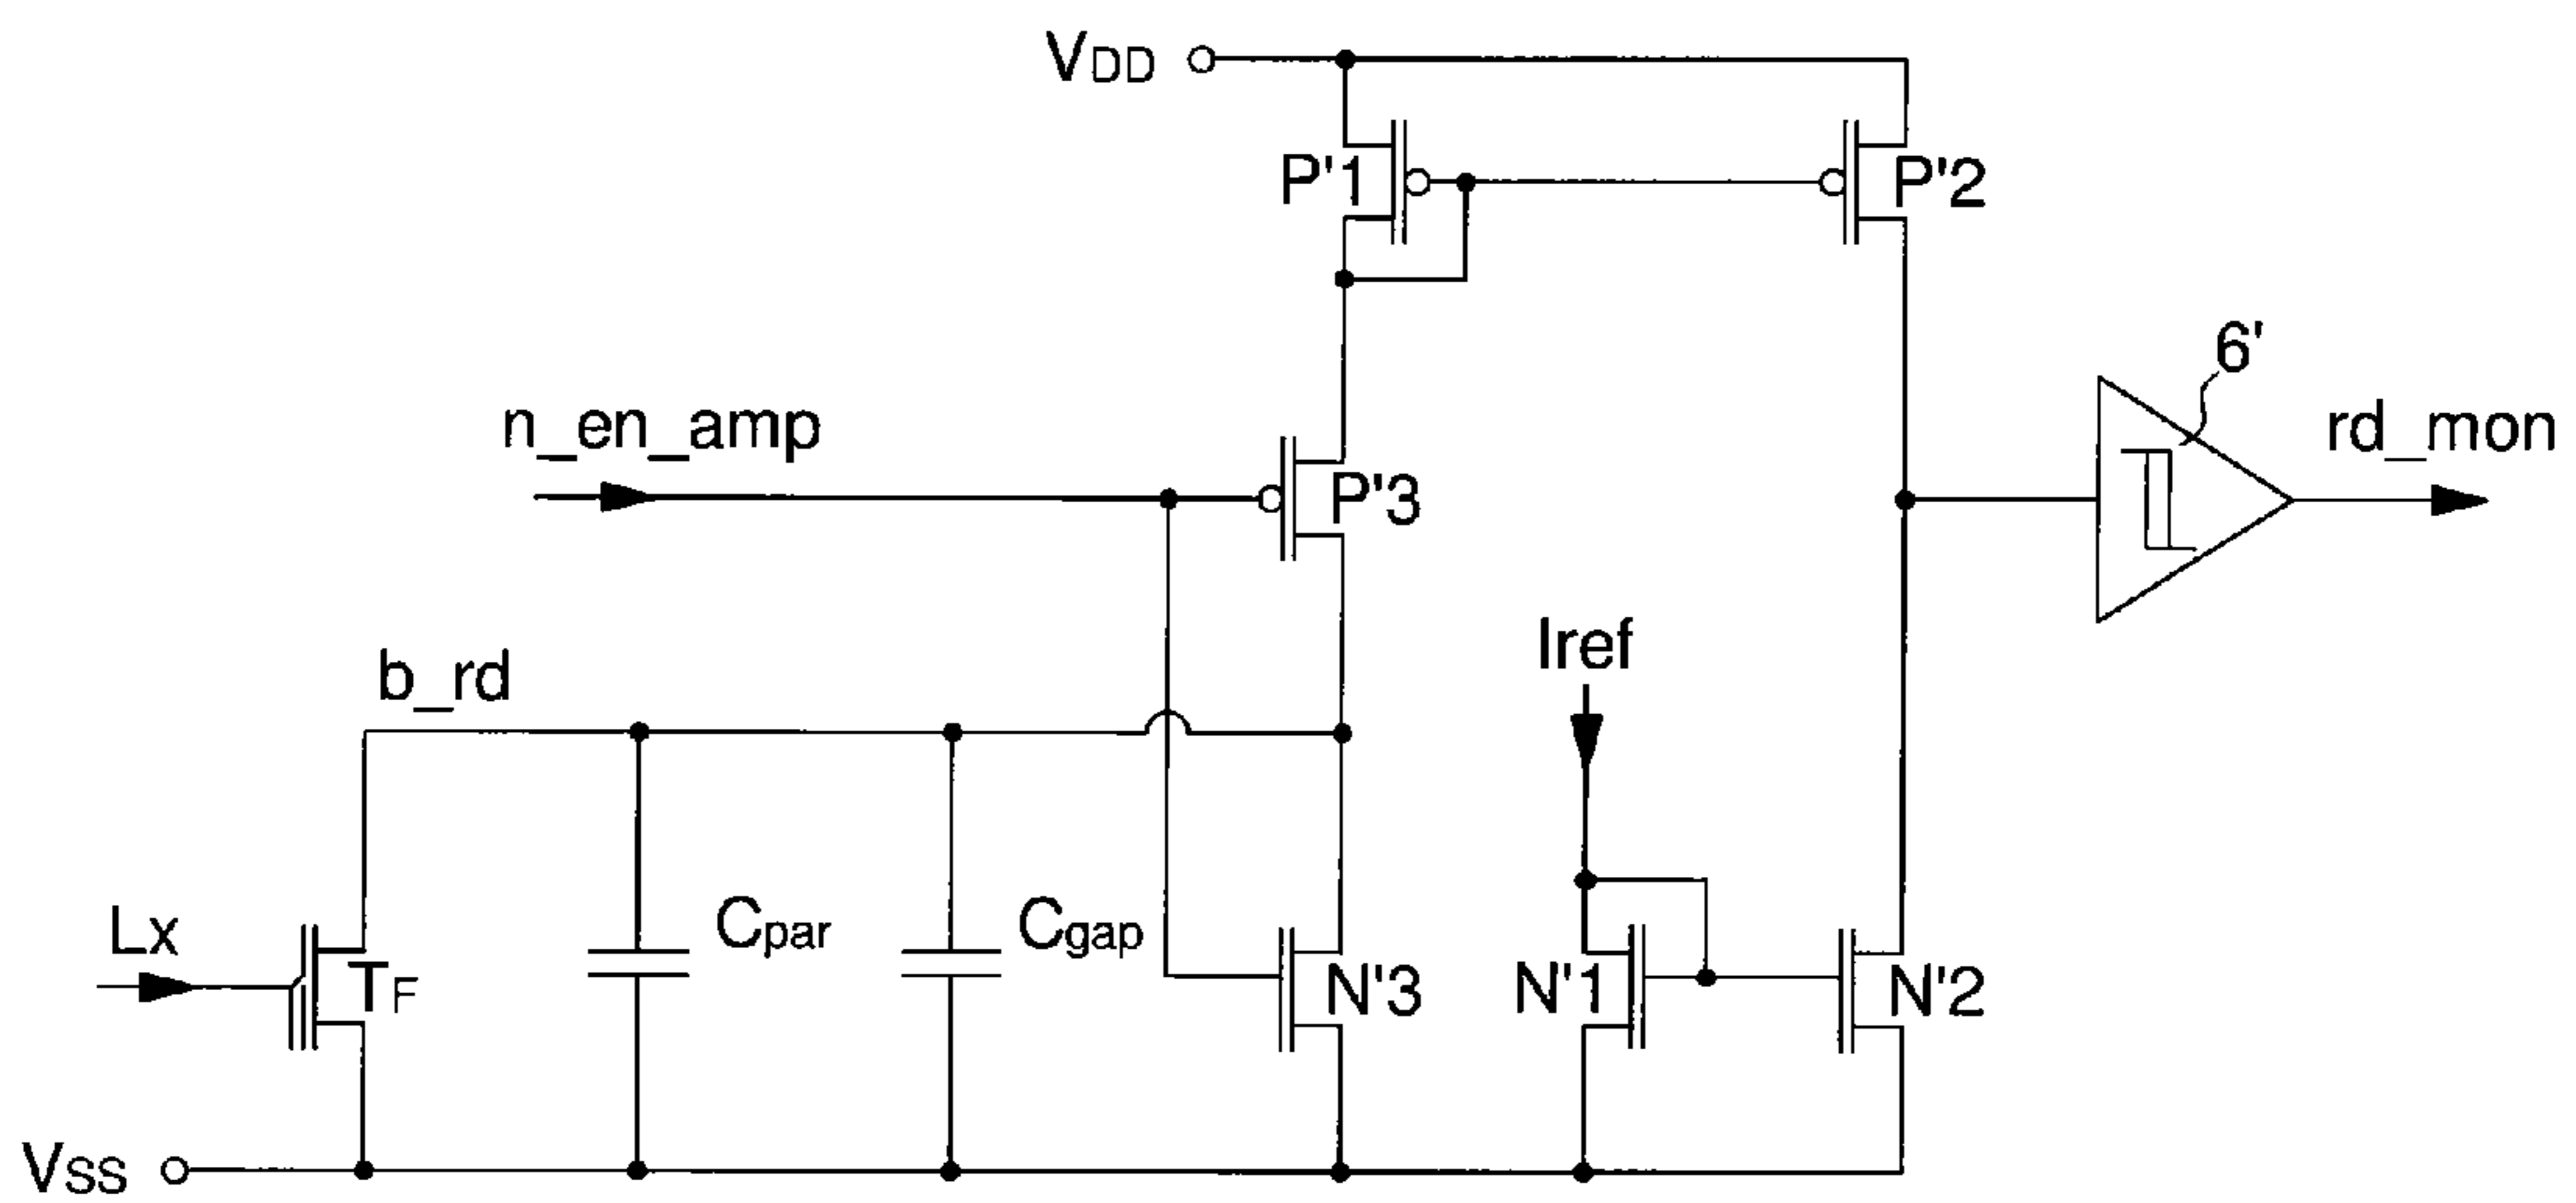 VDD
P'1
P'2
6'
n_en_amp
P'3
rd_mon
Iref
b_rd
Lx
TF
Cpar
Cgap
N'3
N'1
N'2
VSS